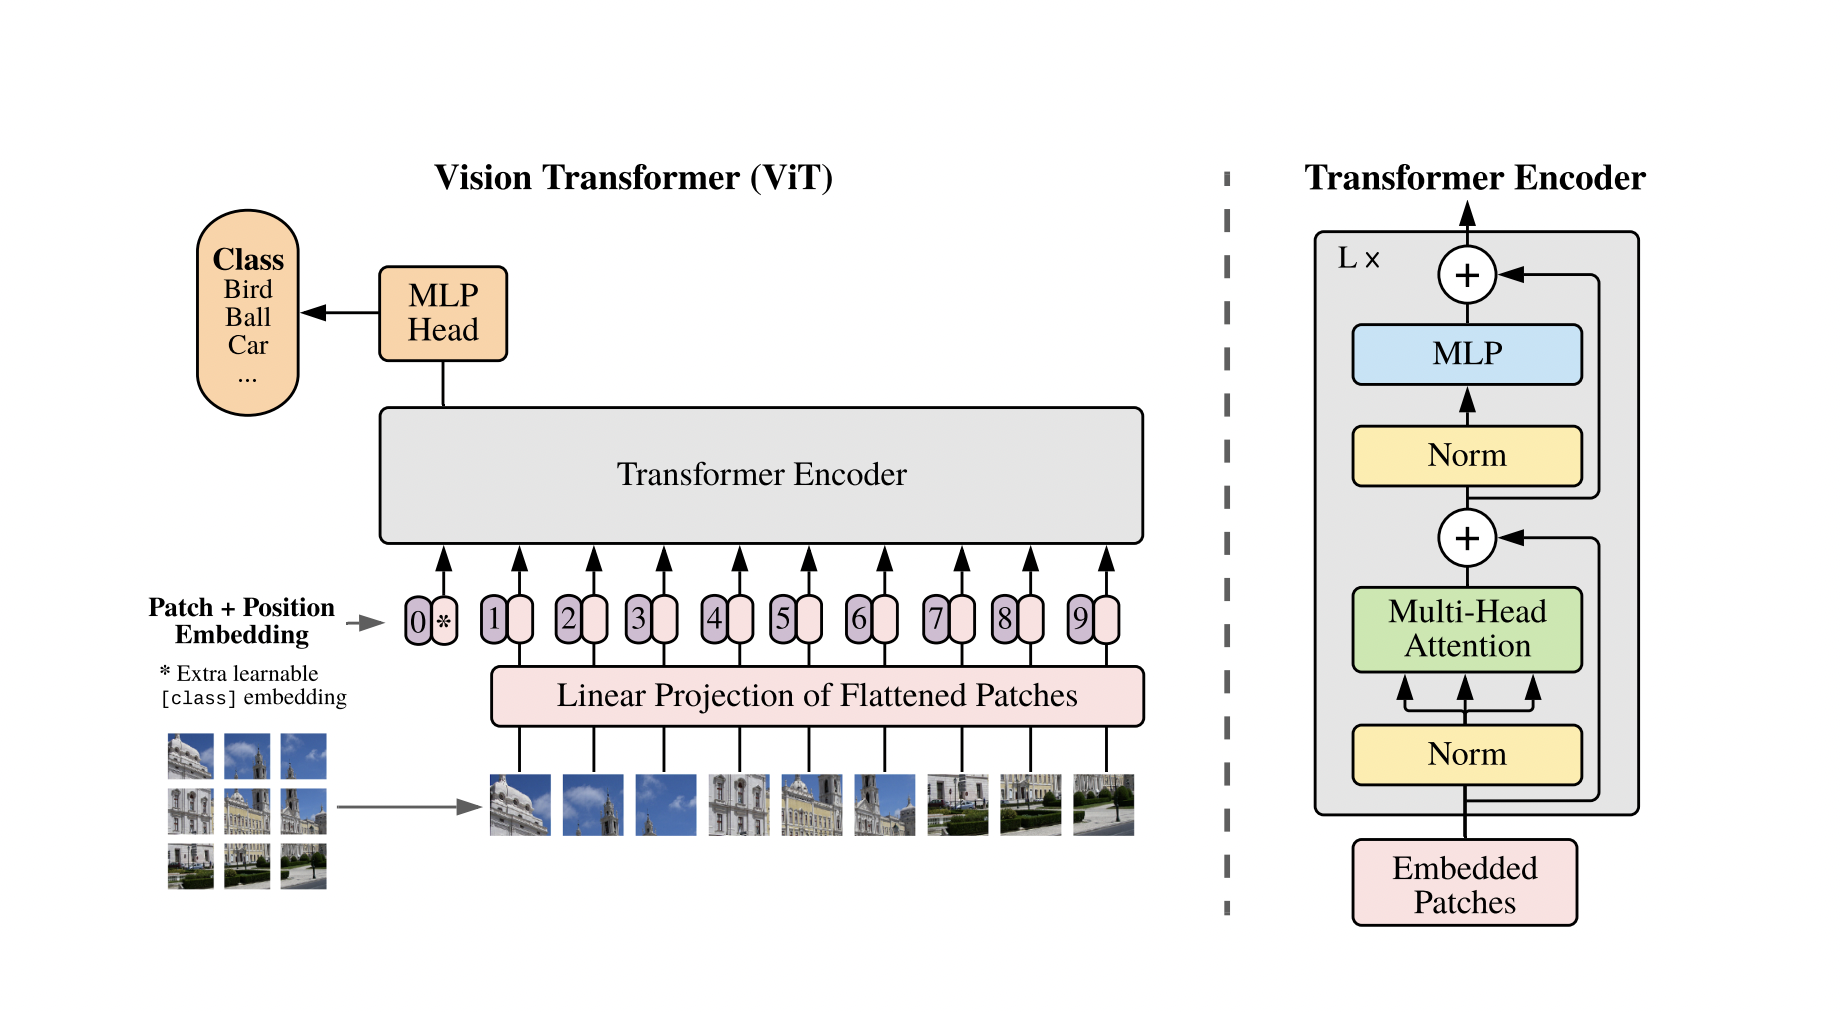 Vision Transformer (ViT)
Class
Bird
Ball
Car
...
MLP
Head
Transformer Encoder
Patch + Position
Embedding
* Extra learnable
[class] embedding
0 * 1 2 3 4 5 6 7 8 9
Linear Projection of Flattened Patches
Transformer Encoder
L x
+
MLP
Norm
+
Multi-Head
Attention
Norm
Embedded
Patches